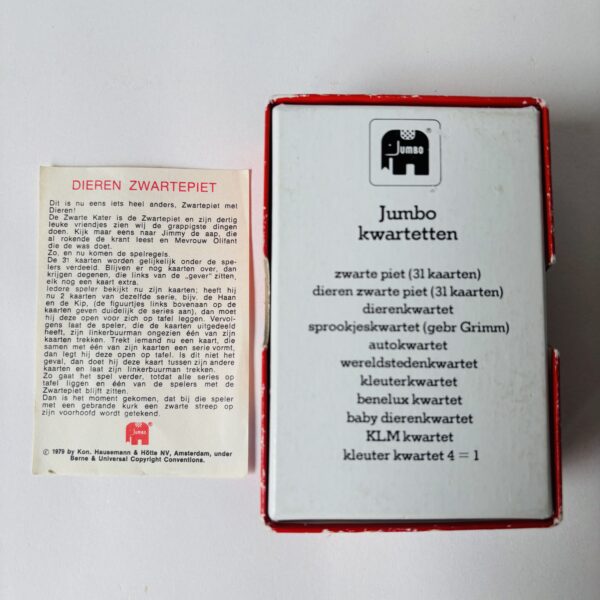 DIEREN ZWARTEPIET
Dit is nu eens iets heel anders, Zwartepiet met
Dieren!
De Zwarte Kater is de Zwartepiet en zijn dertig
leuke vriendjes zien wij de grappigste dingen
doen. Kijk maar eens naar Jimmy de aap, die
al rokende de krant leest en Mevrouw Olifant
die de was doet.
Zo, en nu komen de spelregels.
De 31 kaarten worden gelijkelijk onder de spe-
lers verdeeld. Blijven er nog kaarten over, dan
krijgen degenen, die links van de „gever" zitten,
elk nog een kaart extra.
Iedere speler bekijkt nu zijn kaarten; heeft hij
nu 2 kaarten van dezelfde serie, bijv. de Haan
en de Kip, (de figuurtjes links bovenaan op de
kaarten geven duidelijk de series aan), dan moet
hij deze open voor zich op tafel leggen. Vervol-
gens laat de speler, die de kaarten uitgedeeld
heeft, zijn linkerbuurman ongezien één van zijn
kaarten trekken. Trekt iemand nu een kaart, die
samen met één van zijn kaarten een serie vormt,
dan legt hij deze open op tafel. Is dit niet het
geval, dan doet hij deze kaart tussen zijn andere
kaarten en laat zijn linkerbuurman trekken.
Zo gaat het spel verder, totdat alle series op
tafel liggen en één van de spelers met de
Zwartepiet blijft zitten.
Dan is het moment gekomen, dat bij die speler
met een gebrande kurk een zwarte streep op
zijn voorhoofd wordt getekend.
JUMBO
© 1979 by Kon. Hausemann & Hötte NV, Amsterdam, under
Berne & Universal Copyright Conventions.
JUMBO
Jumbo
kwartetten
zwarte piet (31 kaarten)
dieren zwarte piet (31 kaarten)
dierenkwartet
sprookjeskwartet (gebr Grimm)
autokwartet
wereldstedenkwartet
kleuterkwartet
benelux kwartet
baby dierenkwartet
KLM kwartet
kleuter kwartet 4 = 1